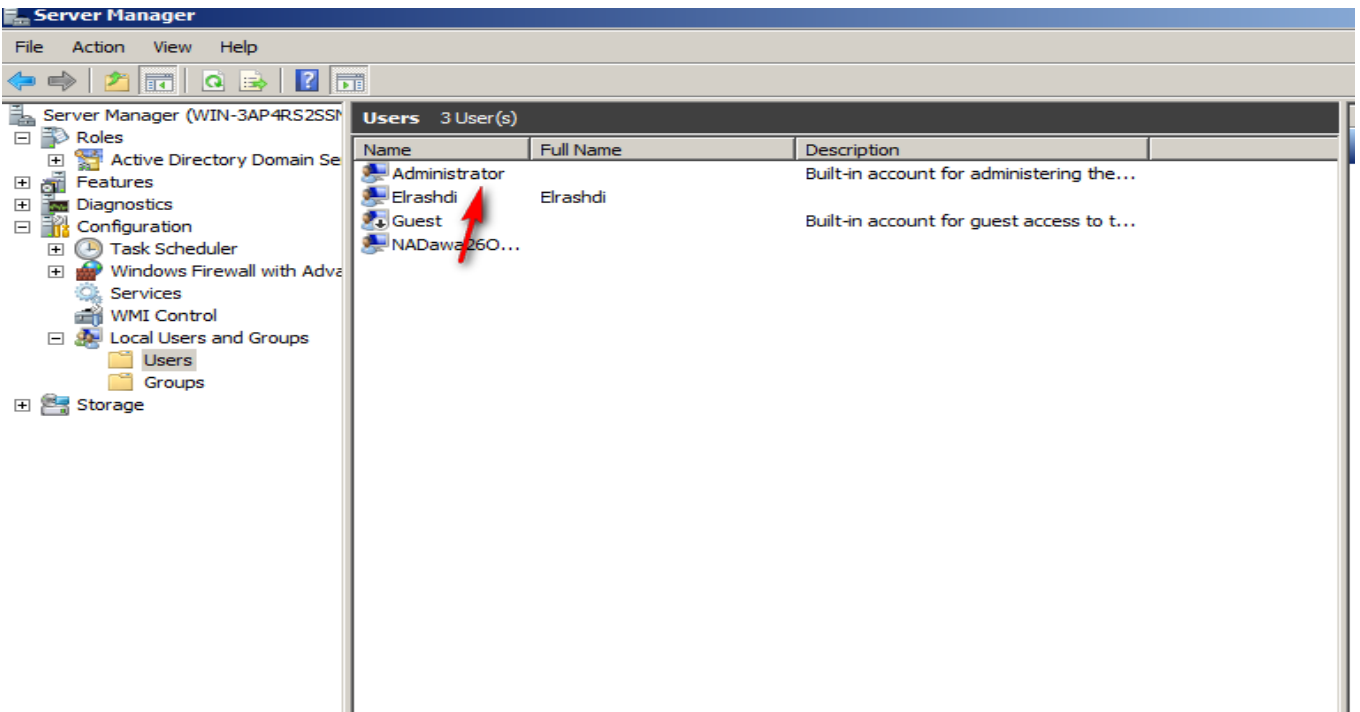 Server Manager
File Action View Help
Server Manager (WIN-3AP4RS2SSN
Roles
Active Directory Domain Se
Features
Diagnostics
Configuration
Task Scheduler
Windows Firewall with Adva
Services
WMI Control
Local Users and Groups
Users
Groups
Storage
Users 3 User(s)
Name Full Name Description
Administrator Built-in account for administering the...
Elrashdi Elrashdi
Guest Built-in account for guest access to t...
NADawa26O...